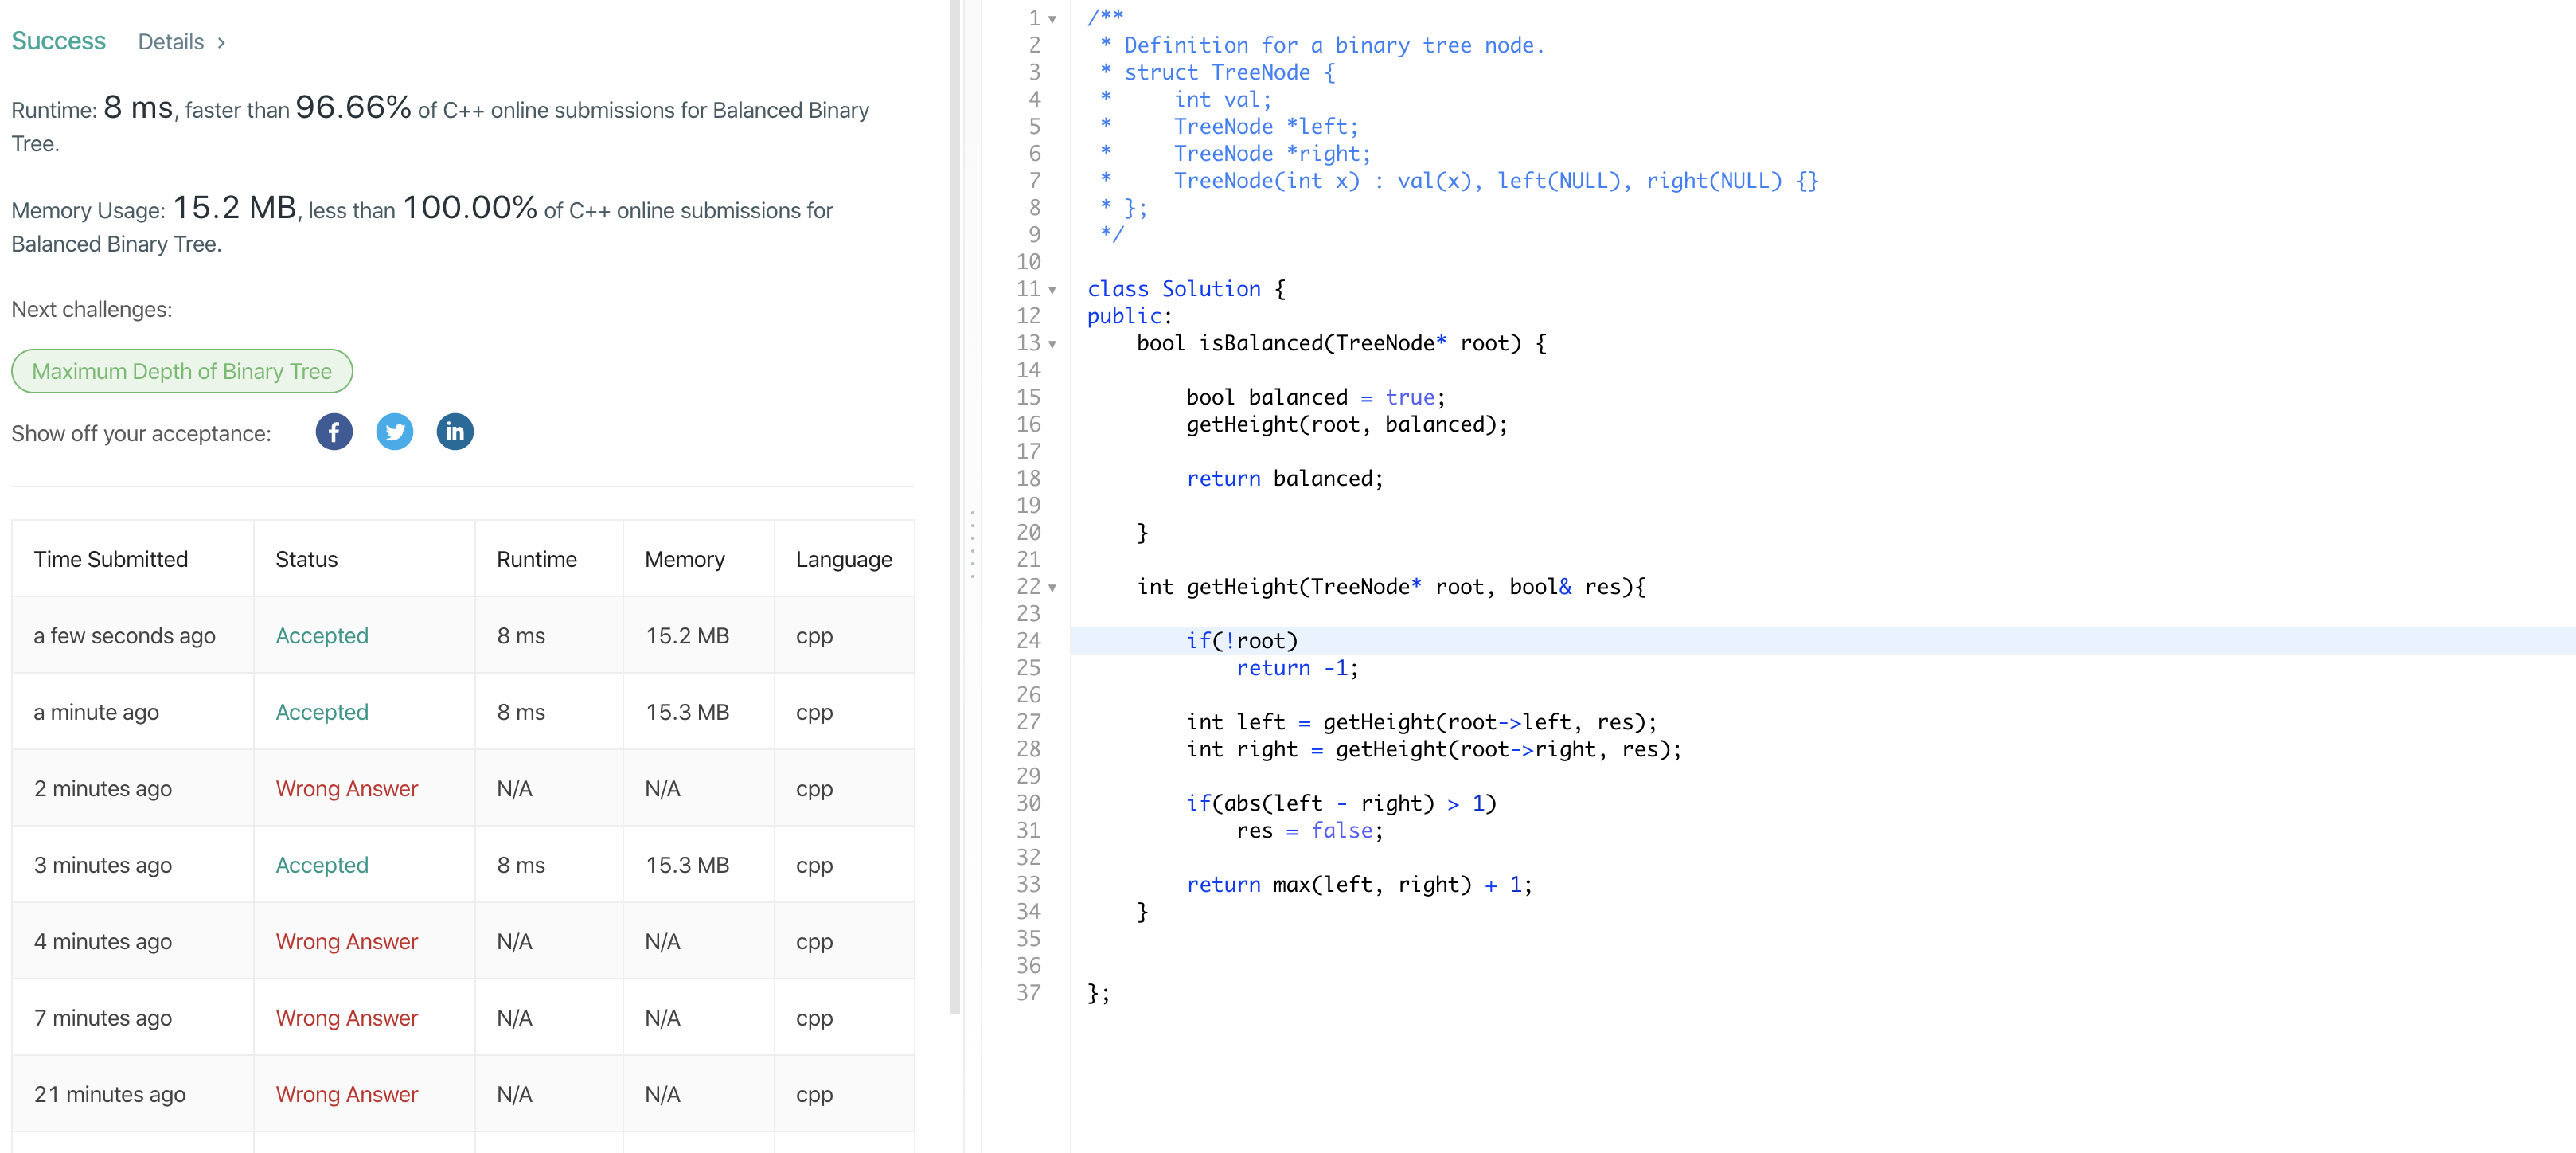 Success Details >
Runtime: 8 ms, faster than 96.66% of C++ online submissions for Balanced Binary
Tree.
Memory Usage: 15.2 MB, less than 100.00% of C++ online submissions for
Balanced Binary Tree.
Next challenges:
Maximum Depth of Binary Tree
Show off your acceptance: f in
Time Submitted Status Runtime Memory Language
a few seconds ago Accepted 8 ms 15.2 MB cpp
a minute ago Accepted 8 ms 15.3 MB cpp
2 minutes ago Wrong Answer N/A N/A cpp
3 minutes ago Accepted 8 ms 15.3 MB cpp
4 minutes ago Wrong Answer N/A N/A cpp
7 minutes ago Wrong Answer N/A N/A cpp
21 minutes ago Wrong Answer N/A N/A cpp
1 /**
2 * Definition for a binary tree node.
3 * struct TreeNode {
4 *     int val;
5 *     TreeNode *left;
6 *     TreeNode *right;
7 *     TreeNode(int x) : val(x), left(NULL), right(NULL) {}
8 * };
9 */
10
11 class Solution {
12 public:
13     bool isBalanced(TreeNode* root) {
14
15         bool balanced = true;
16         getHeight(root, balanced);
17
18         return balanced;
19
20     }
21
22     int getHeight(TreeNode* root, bool& res){
23
24         if(!root)
25             return -1;
26
27         int left = getHeight(root->left, res);
28         int right = getHeight(root->right, res);
29
30         if(abs(left - right) > 1)
31             res = false;
32
33         return max(left, right) + 1;
34     }
35
36
37 };